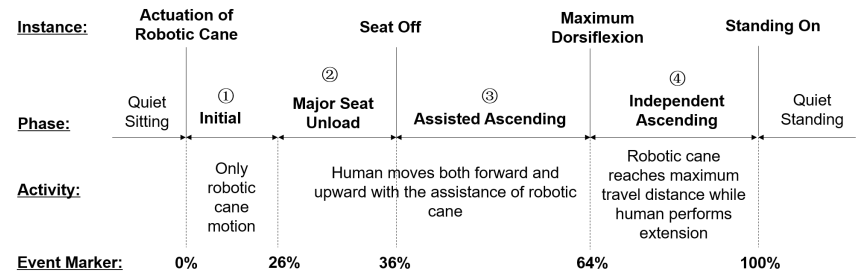 Instance:
Actuation of
Robotic Cane
Seat Off
Maximum
Dorsiflexion
Standing On
Phase:
Quiet
Sitting
①
Initial
②
Major Seat
Unload
③
Assisted Ascending
④
Independent
Ascending
Quiet
Standing
Activity:
Only
robotic
cane
motion
Human moves both forward and
upward with the assistance of robotic
cane
Robotic cane
reaches maximum
travel distance while
human performs
extension
Event Marker:
0%
26%
36%
64%
100%